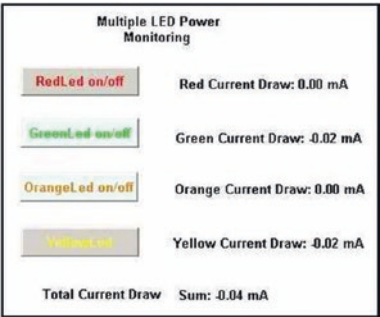 Multiple LED Power
Monitoring
RedLed on/off
Red Current Draw: 0.00 mA
GreenLed on/off
Green Current Draw: -0.02 mA
OrangeLed on/off
Orange Current Draw: 0.00 mA
YellowLed
Yellow Current Draw: -0.02 mA
Total Current Draw Sum: -0.04 mA